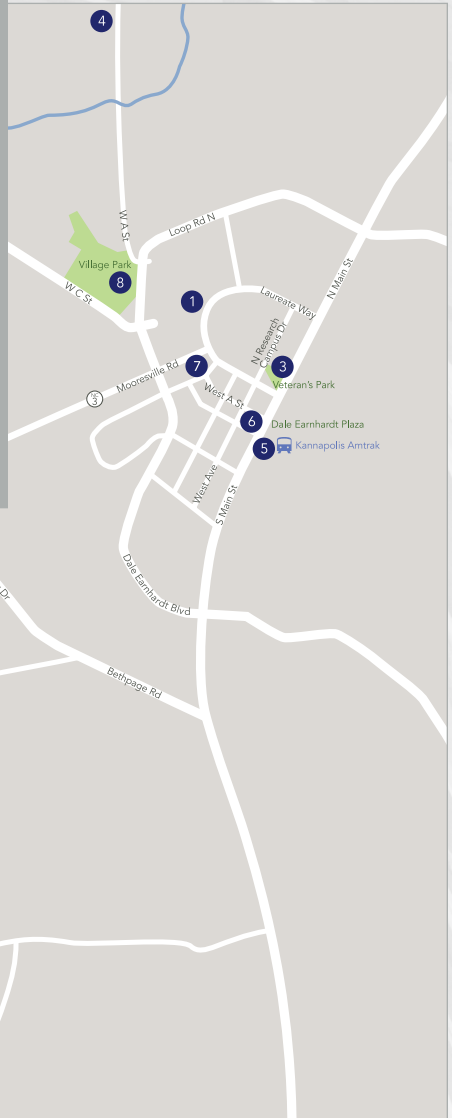 4
W A St
Loop Rd N
N Main St
Village Park
8
W C St
1
Laureate Way
N Research
Campus Dr
3
Veteran's Park
7
Mooresville Rd
NC
3
West A St
6
Dale Earnhardt Plaza
5
Kannapolis Amtrak
West Ave
S Main St
Dale Earnhardt Blvd
Dr
Bethpage Rd